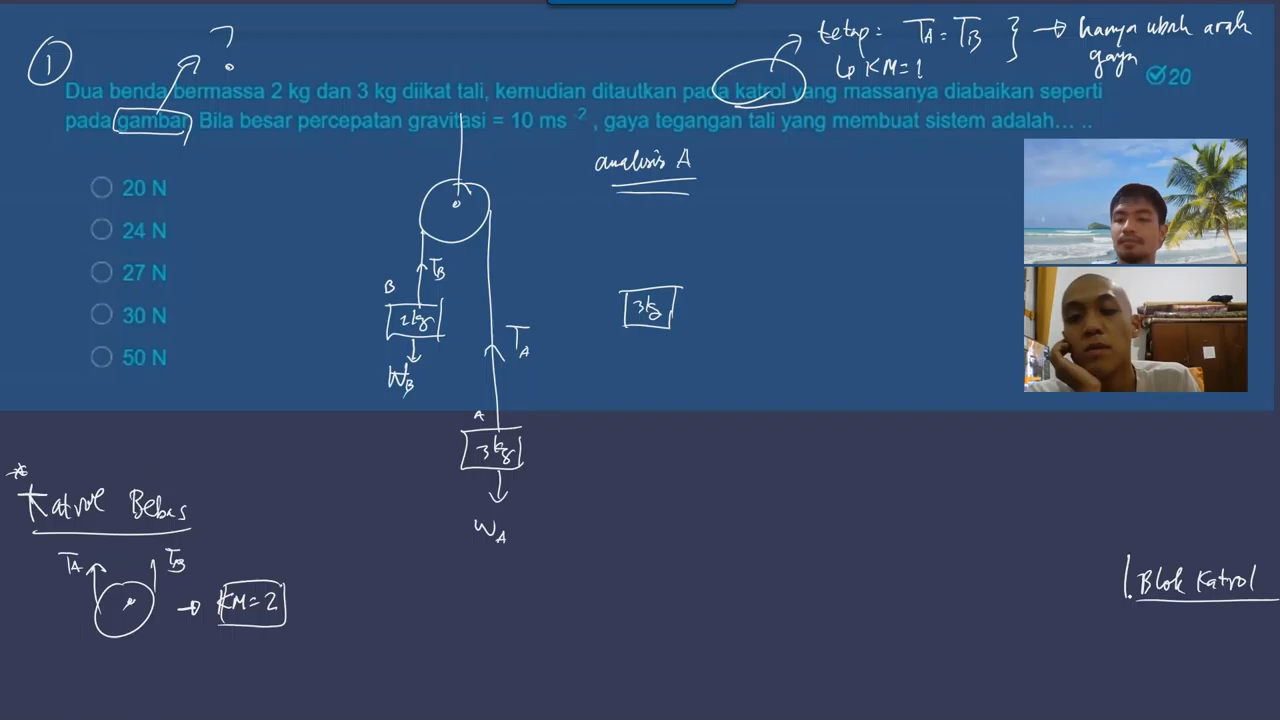 1
?
tetap : TA = TB } → hanya ubah arah gaya
↳ KM = 1
20
Dua benda bermassa 2 kg dan 3 kg diikat tali, kemudian ditautkan pada katrol yang massanya diabaikan seperti
pada gambar. Bila besar percepatan gravitasi = 10 ms -2 , gaya tegangan tali yang membuat sistem adalah... ..
analisis A
20 N
24 N
27 N
30 N
50 N
TB
B
2kg
WB
TA
A
3kg
WA
3kg
* Katrol Bebas
TA TB
→ KM = 2
Blok Katrol